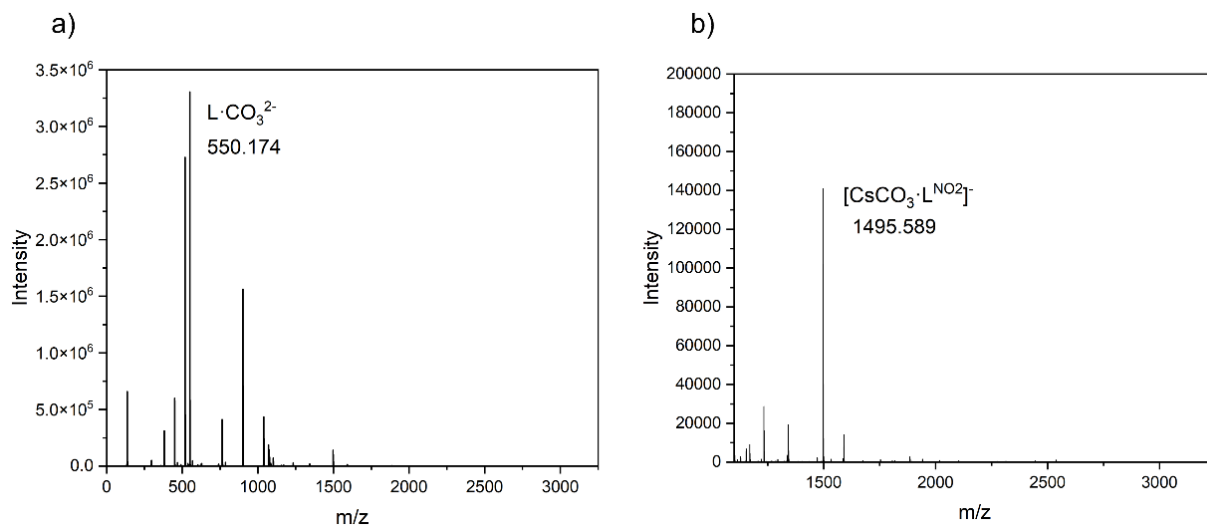 a)
3.5×10⁶
3.0×10⁶
2.5×10⁶
2.0×10⁶
1.5×10⁶
1.0×10⁶
5.0×10⁵
0.0
Intensity
L·CO₃²⁻
550.174
0 500 1000 1500 2000 2500 3000
m/z
b)
200000
180000
160000
140000
120000
100000
80000
60000
40000
20000
0
Intensity
[CsCO₃·Lᴺᴼ²]⁻
1495.589
1500 2000 2500 3000
m/z